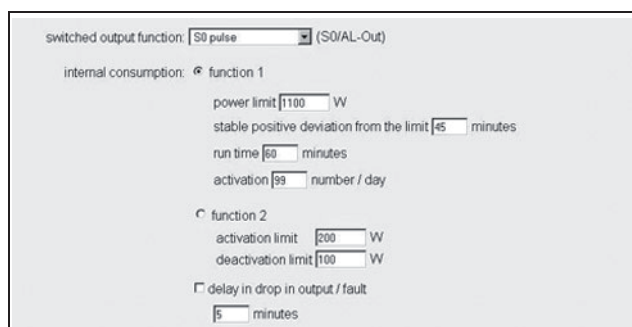 switched output function: S0 pulse (S0/AL-Out)
internal consumption: function 1
power limit 1100 W
stable positive deviation from the limit 45 minutes
run time 60 minutes
activation 99 number / day
function 2
activation limit 200 W
deactivation limit 100 W
delay in drop in output / fault
5 minutes